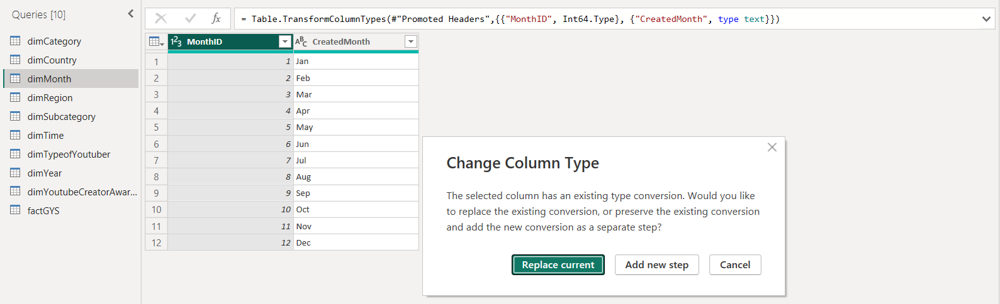 Queries [10]
dimCategory
dimCountry
dimMonth
dimRegion
dimSubcategory
dimTime
dimTypeofYoutuber
dimYear
dimYoutubeCreatorAwar...
factGYS
fx
= Table.TransformColumnTypes(#"Promoted Headers",{{"MonthID", Int64.Type}, {"CreatedMonth", type text}})
123 MonthID ABC CreatedMonth
1 1 Jan
2 2 Feb
3 3 Mar
4 4 Apr
5 5 May
6 6 Jun
7 7 Jul
8 8 Aug
9 9 Sep
10 10 Oct
11 11 Nov
12 12 Dec
Change Column Type
The selected column has an existing type conversion. Would you like
to replace the existing conversion, or preserve the existing conversion
and add the new conversion as a separate step?
Replace current Add new step Cancel